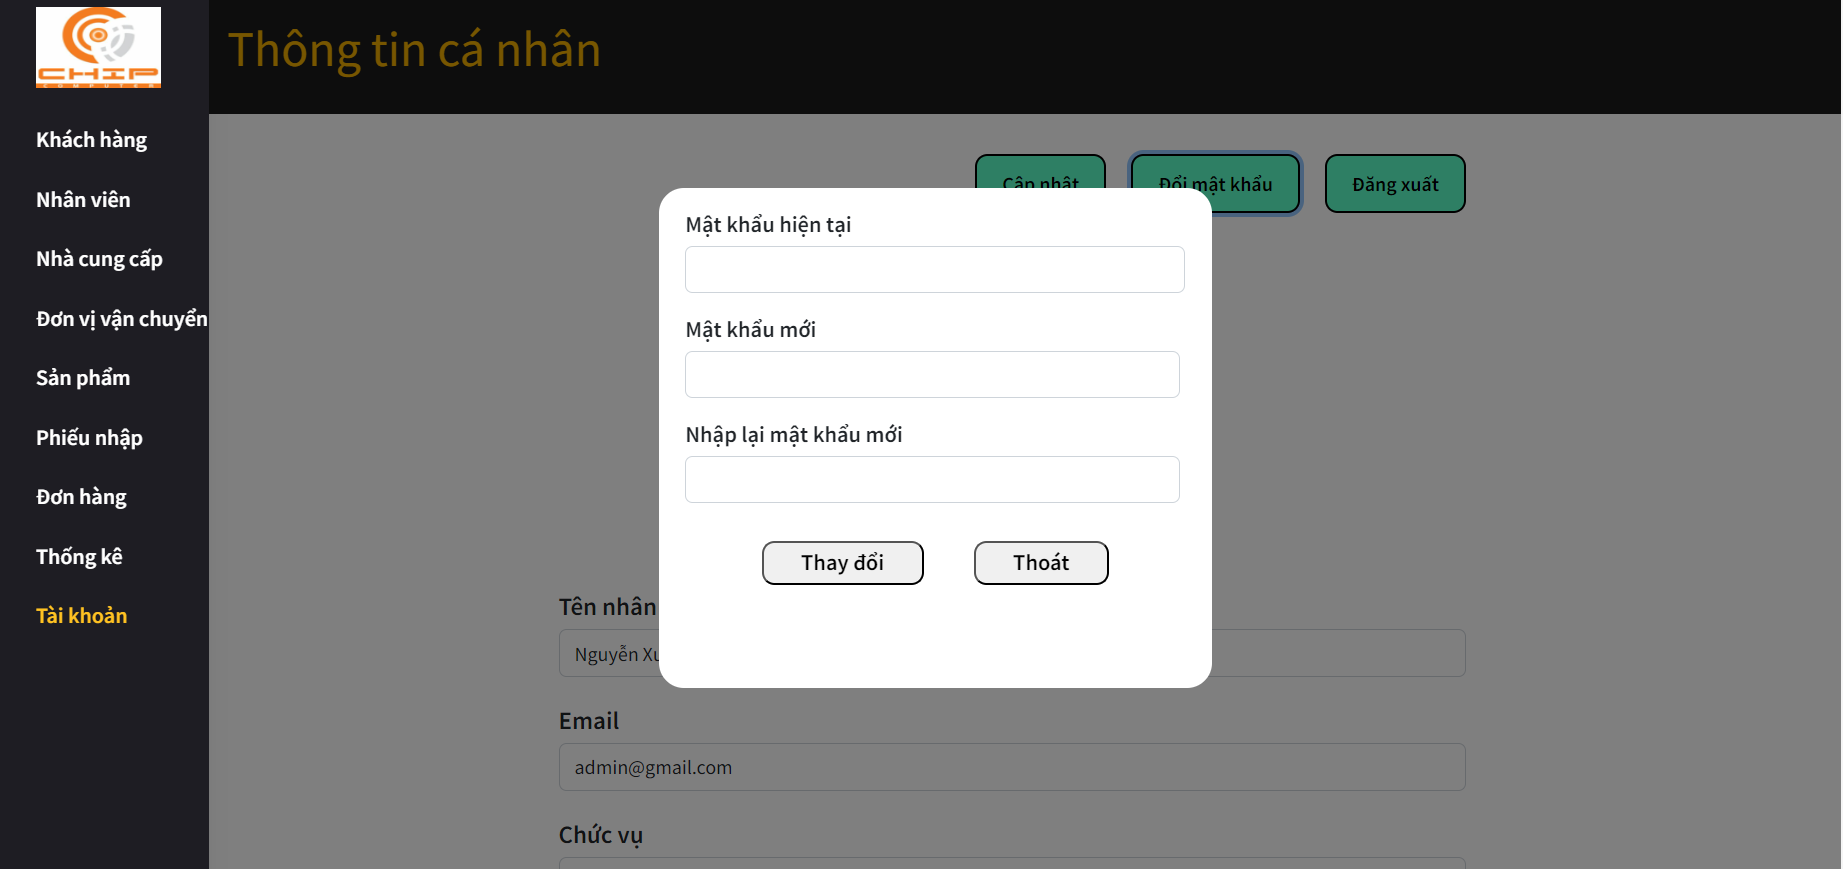 CHIP
COMPUTER
Khách hàng
Nhân viên
Nhà cung cấp
Đơn vị vận chuyển
Sản phẩm
Phiếu nhập
Đơn hàng
Thống kê
Tài khoản
Thông tin cá nhân
Cập nhật
Đổi mật khẩu
Đăng xuất
Mật khẩu hiện tại
Mật khẩu mới
Nhập lại mật khẩu mới
Thay đổi
Thoát
Tên nhân
Nguyễn
Email
admin@gmail.com
Chức vụ